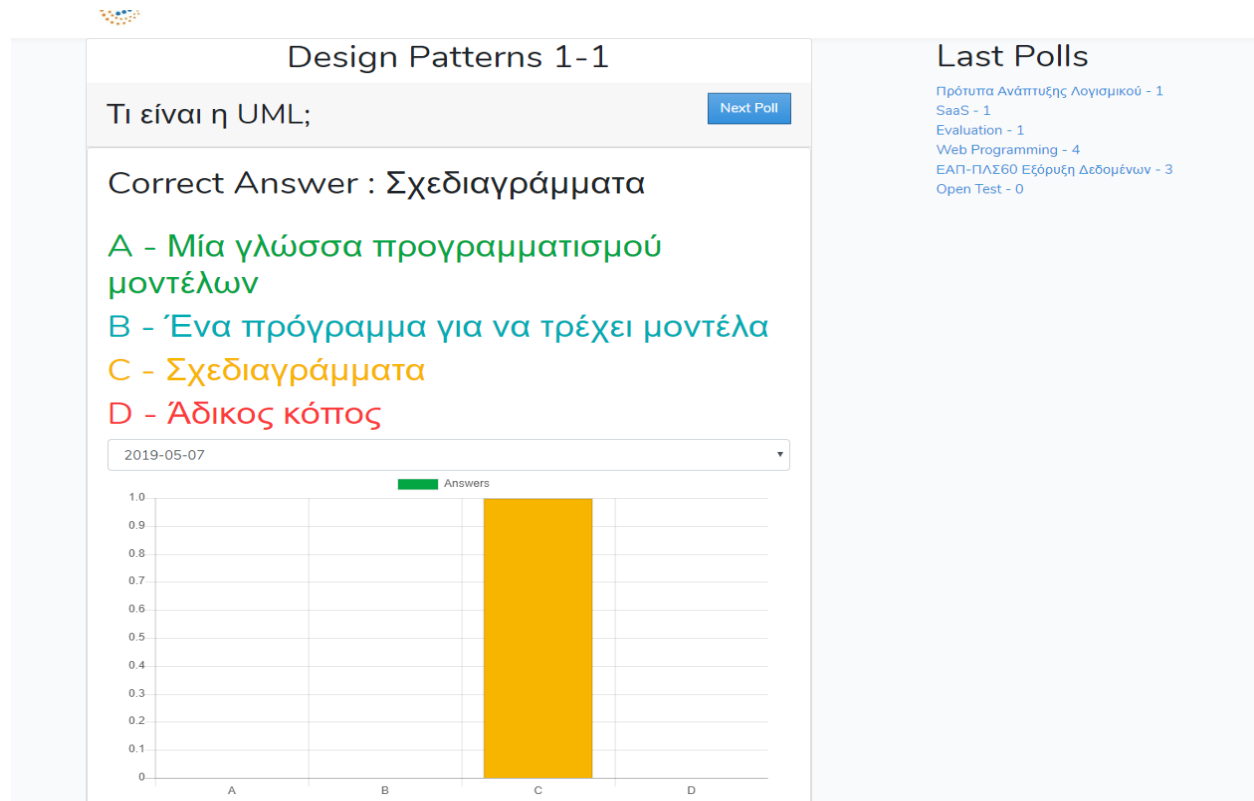 Design Patterns 1-1
Τι είναι η UML;
Next Poll
Correct Answer : Σχεδιαγράμματα
A - Μία γλώσσα προγραμματισμού
μοντέλων
B - Ένα πρόγραμμα για να τρέχει μοντέλα
C - Σχεδιαγράμματα
D - Άδικος κόπος
2019-05-07
Answers
1.0
0.9
0.8
0.7
0.6
0.5
0.4
0.3
0.2
0.1
0
A B C D
Last Polls
Πρότυπα Ανάπτυξης Λογισμικού - 1
SaaS - 1
Evaluation - 1
Web Programming - 4
ΕΑΠ-ΠΛΣ60 Εξόρυξη Δεδομένων - 3
Open Test - 0